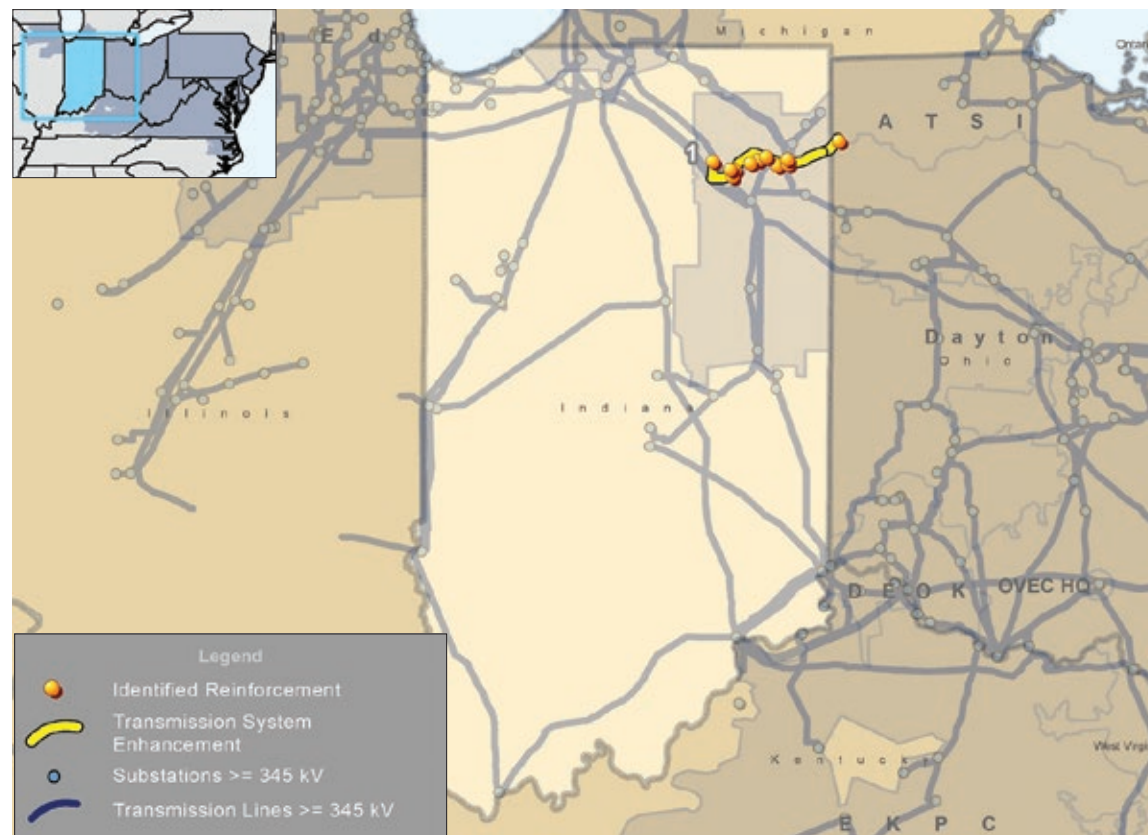 Michigan
Ontario
ATSI
1
Dayton
Ohio
Illinois
Indiana
DEOK
OVEC HQ
West Virginia
Kentucky
EKPC
Legend
Identified Reinforcement
Transmission System
Enhancement
Substations >= 345 kV
Transmission Lines >= 345 kV